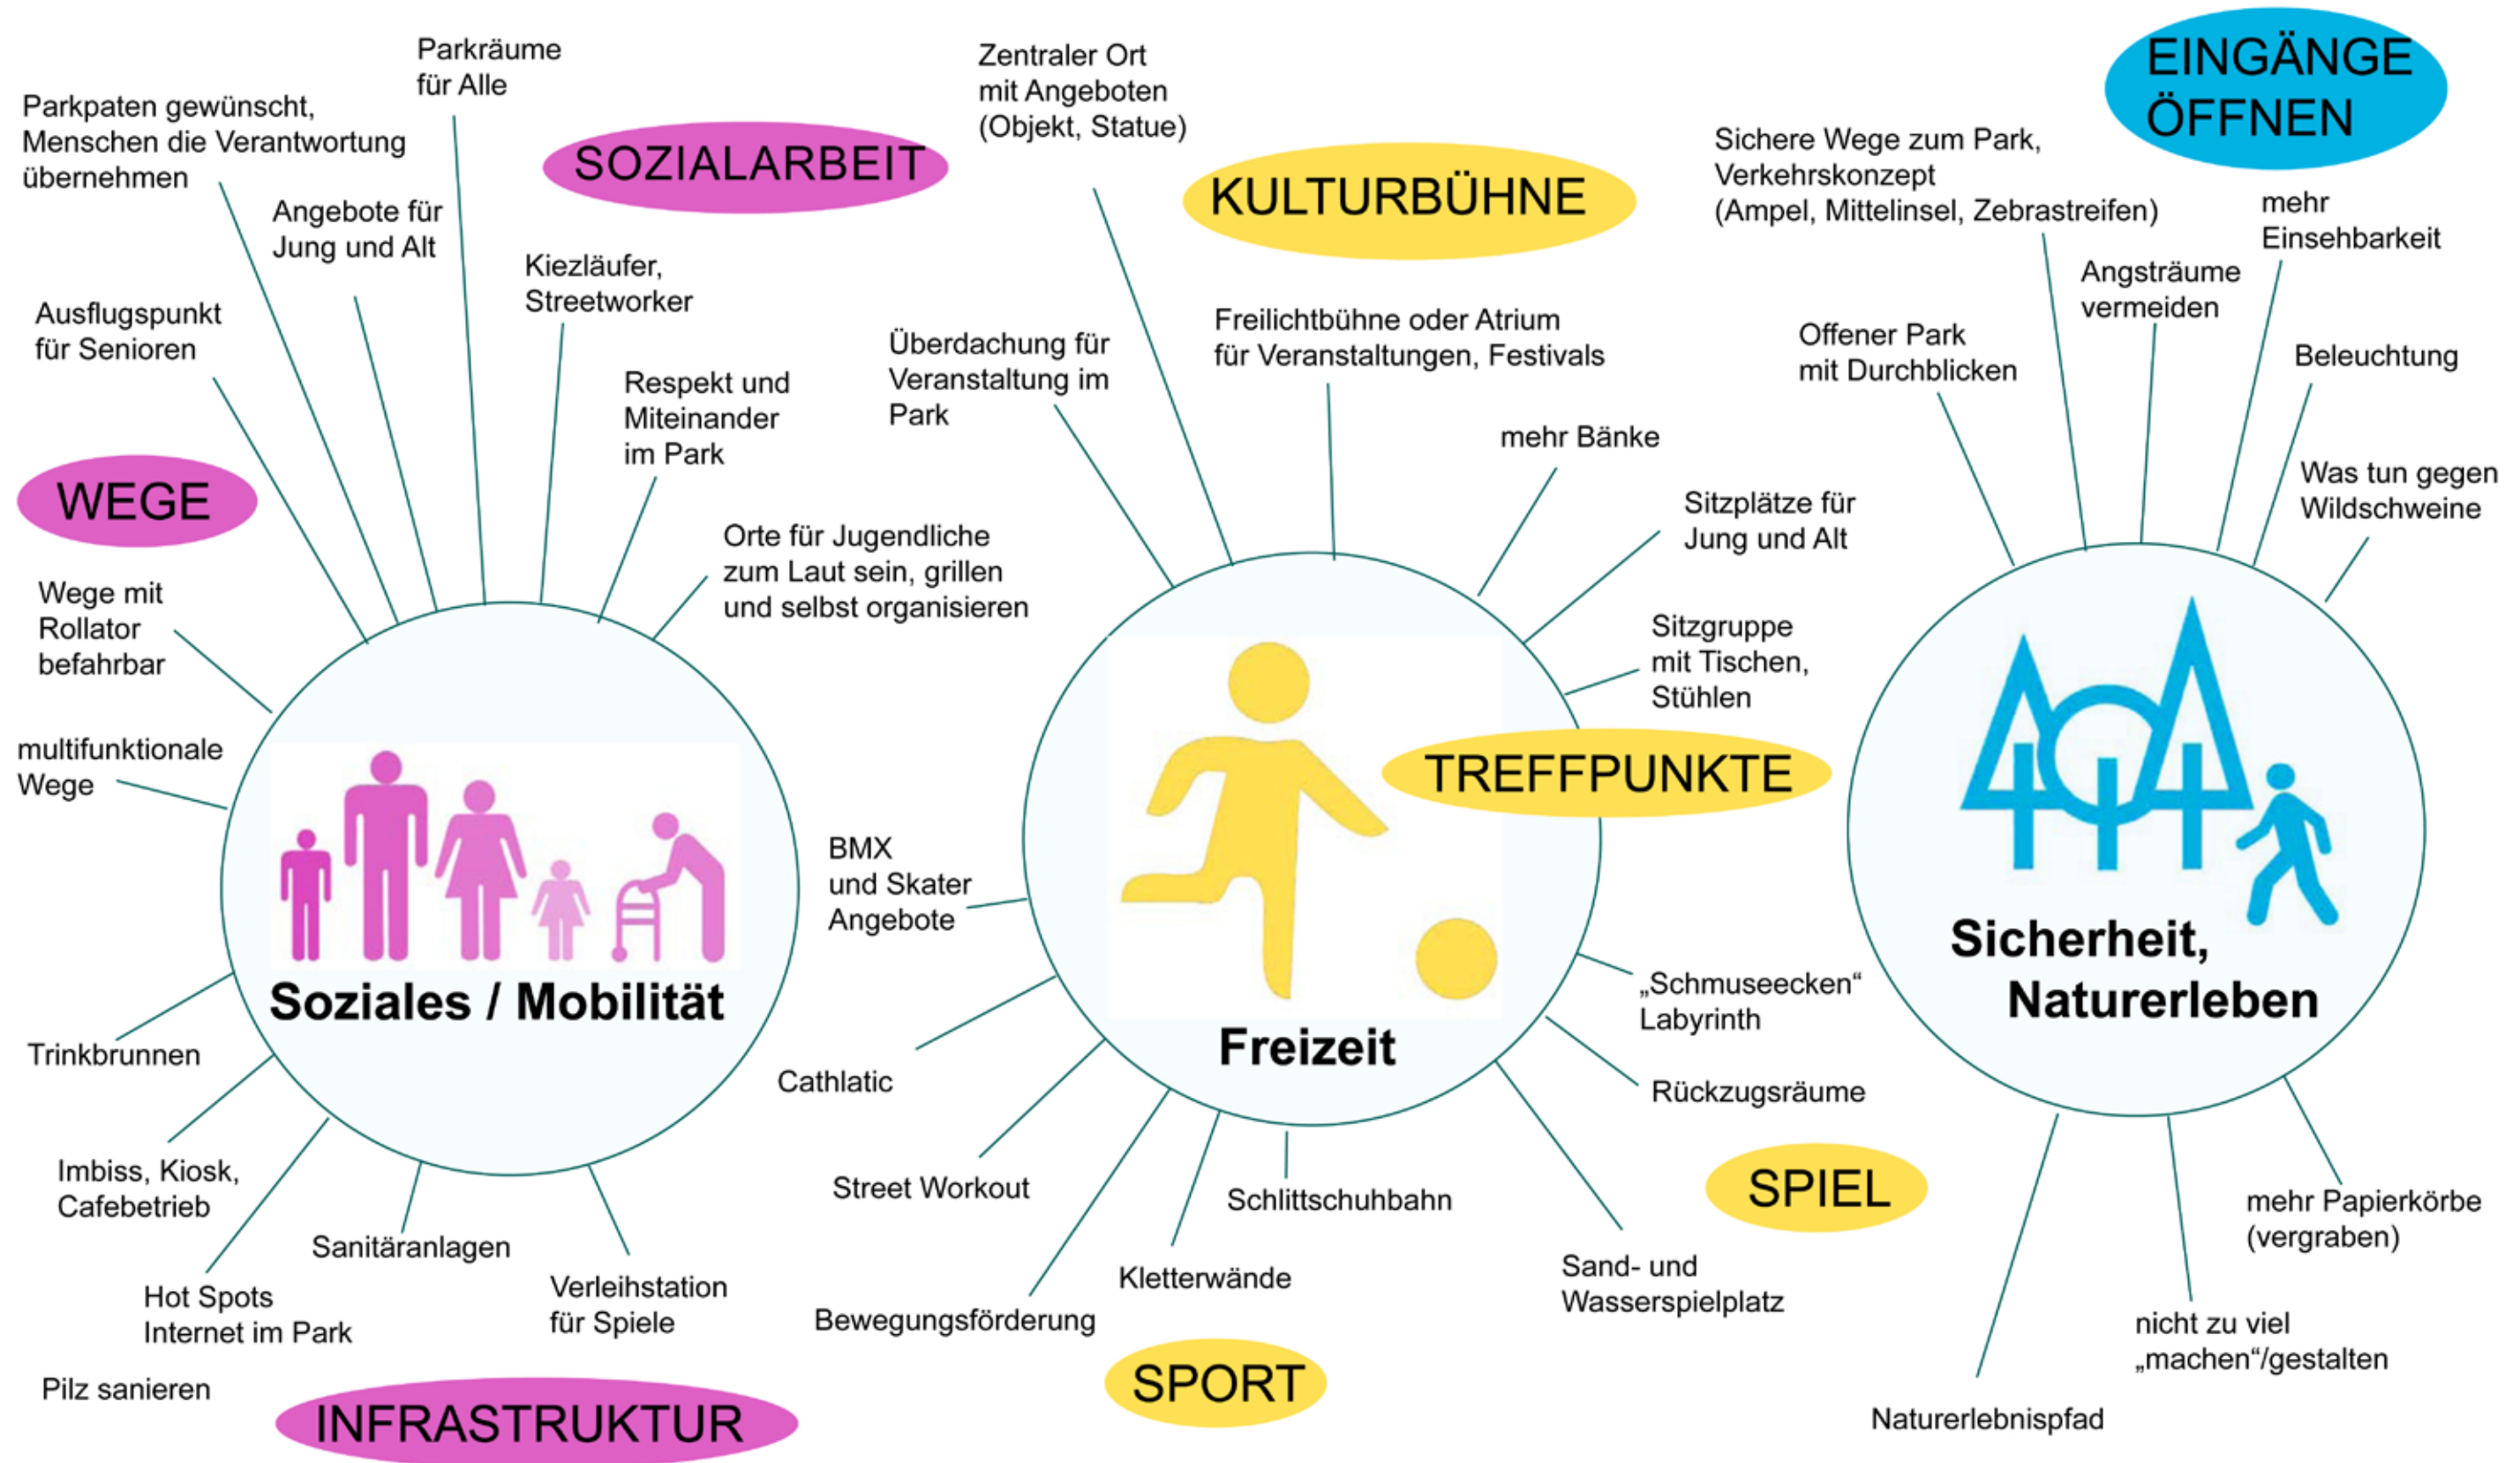 Parkräume
für Alle
Parkpaten gewünscht,
Menschen die Verantwortung
übernehmen
SOZIALARBEIT
Angebote für
Jung und Alt
Kiezläufer,
Streetworker
Ausflugspunkt
für Senioren
Respekt und
Miteinander
im Park
WEGE
Orte für Jugendliche
zum Laut sein, grillen
und selbst organisieren
Wege mit
Rollator
befahrbar
multifunktionale
Wege
Soziales / Mobilität
Trinkbrunnen
Imbiss, Kiosk,
Cafebetrieb
Sanitäranlagen
Hot Spots
Internet im Park
Verleihstation
für Spiele
Pilz sanieren
INFRASTRUKTUR
Zentraler Ort
mit Angeboten
(Objekt, Statue)
KULTURBÜHNE
Überdachung für
Veranstaltung im
Park
Freilichtbühne oder Atrium
für Veranstaltungen, Festivals
mehr Bänke
Sitzplätze für
Jung und Alt
Sitzgruppe
mit Tischen,
Stühlen
TREFFPUNKTE
BMX
und Skater
Angebote
„Schmuseecken“
Labyrinth
Freizeit
Cathlatic
Rückzugsräume
Street Workout
Schlittschuhbahn
SPIEL
Kletterwände
Sand- und
Wasserspielplatz
Bewegungsförderung
SPORT
EINGÄNGE
ÖFFNEN
Sichere Wege zum Park,
Verkehrskonzept
(Ampel, Mittelinsel, Zebrastreifen)
mehr
Einsehbarkeit
Angsträume
vermeiden
Offener Park
mit Durchblicken
Beleuchtung
Was tun gegen
Wildschweine
Sicherheit,
Naturerleben
mehr Papierkörbe
(vergraben)
nicht zu viel
„machen“/gestalten
Naturerlebnispfad